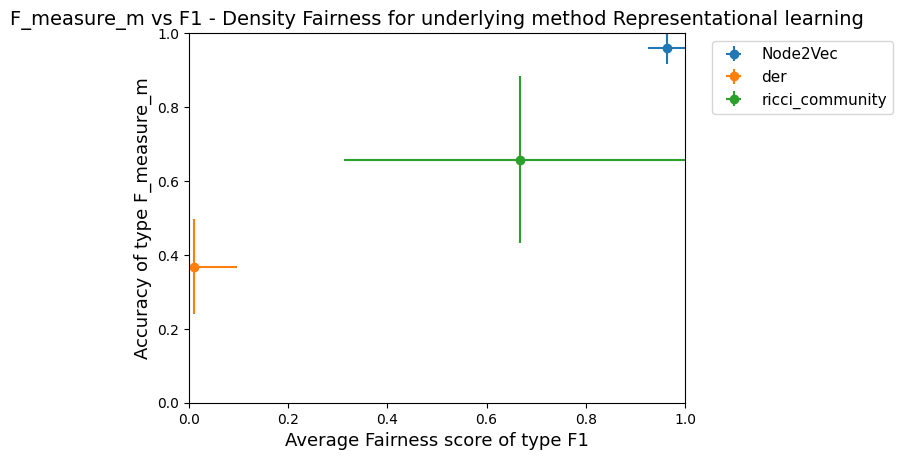 F_measure_m vs F1 - Density Fairness for underlying method Representational learning
Node2Vec
der
ricci_community
Accuracy of type F_measure_m
1.0
0.8
0.6
0.4
0.2
0.0
0.0 0.2 0.4 0.6 0.8 1.0
Average Fairness score of type F1